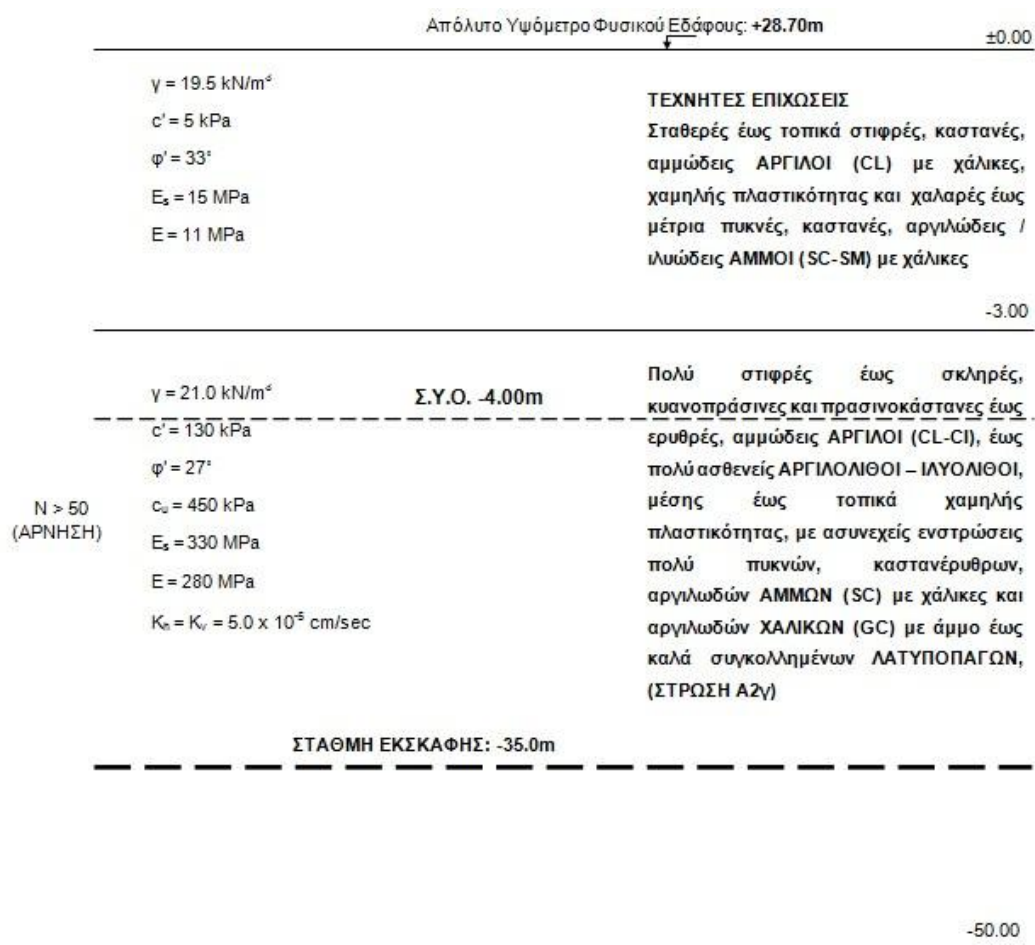 Απόλυτο Υψόμετρο Φυσικού Εδάφους: +28.70m
±0.00
γ = 19.5 kN/m³
c' = 5 kPa
φ' = 33°
Eₛ = 15 MPa
E = 11 MPa
ΤΕΧΝΗΤΕΣ ΕΠΙΧΩΣΕΙΣ
Σταθερές έως τοπικά στιφρές, καστανές,
αμμώδεις ΑΡΓΙΛΟΙ (CL) με χάλικες,
χαμηλής πλαστικότητας και χαλαρές έως
μέτρια πυκνές, καστανές, αργιλώδεις /
ιλυώδεις ΑΜΜΟΙ (SC-SM) με χάλικες
-3.00
N > 50
(ΑΡΝΗΣΗ)
γ = 21.0 kN/m³
c' = 130 kPa
φ' = 27°
cᵤ = 450 kPa
Eₛ = 330 MPa
E = 280 MPa
Kₕ = Kᵥ = 5.0 x 10⁻⁵ cm/sec
Σ.Υ.Ο. -4.00m
Πολύ στιφρές έως σκληρές,
κυανοπράσινες και πρασινοκάστανες έως
ερυθρές, αμμώδεις ΑΡΓΙΛΟΙ (CL-CI), έως
πολύ ασθενείς ΑΡΓΙΛΟΛΙΘΟΙ – ΙΛΥΟΛΙΘΟΙ,
μέσης έως τοπικά χαμηλής
πλαστικότητας, με ασυνεχείς ενστρώσεις
πολύ πυκνών, καστανέρυθρων,
αργιλωδών ΑΜΜΩΝ (SC) με χάλικες και
αργιλωδών ΧΑΛΙΚΩΝ (GC) με άμμο έως
καλά συγκολλημένων ΛΑΤΥΠΟΠΑΓΩΝ,
(ΣΤΡΩΣΗ Α2γ)
ΣΤΑΘΜΗ ΕΚΣΚΑΦΗΣ: -35.0m
-50.00